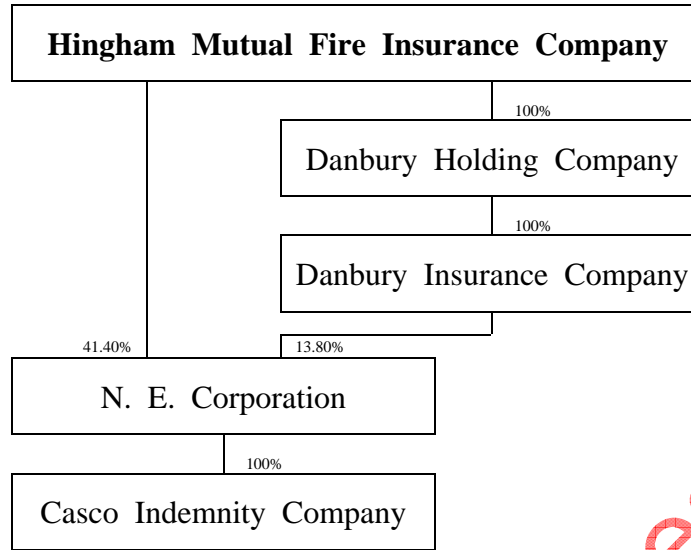 Hingham Mutual Fire Insurance Company
100%
Danbury Holding Company
100%
Danbury Insurance Company
41.40%
13.80%
N. E. Corporation
100%
Casco Indemnity Company